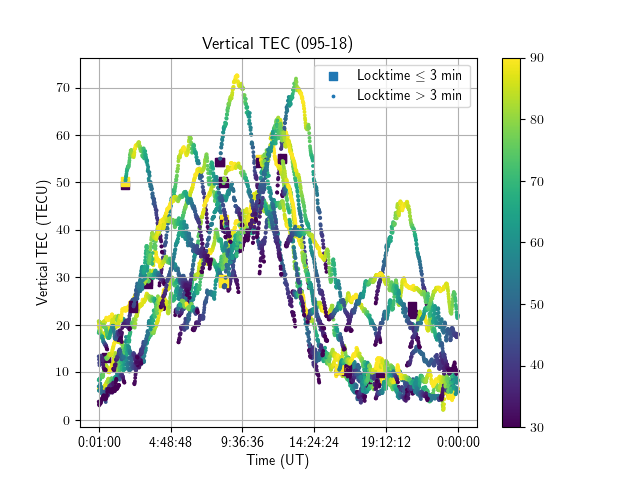 Vertical TEC (095-18)
Locktime ≤ 3 min
Locktime > 3 min
Vertical TEC (TECU)
70
60
50
40
30
20
10
0
0:01:00 4:48:48 9:36:36 14:24:24 19:12:12 0:00:00
Time (UT)
90
80
70
60
50
40
30